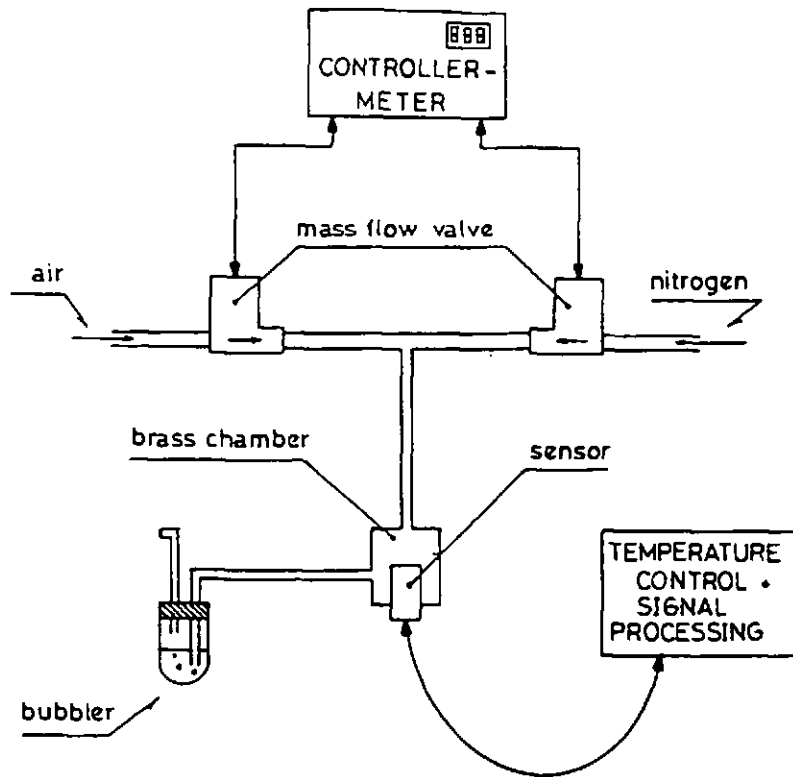 888
CONTROLLER-
METER
mass flow valve
air
nitrogen
brass chamber
sensor
TEMPERATURE
CONTROL +
SIGNAL
PROCESSING
bubbler